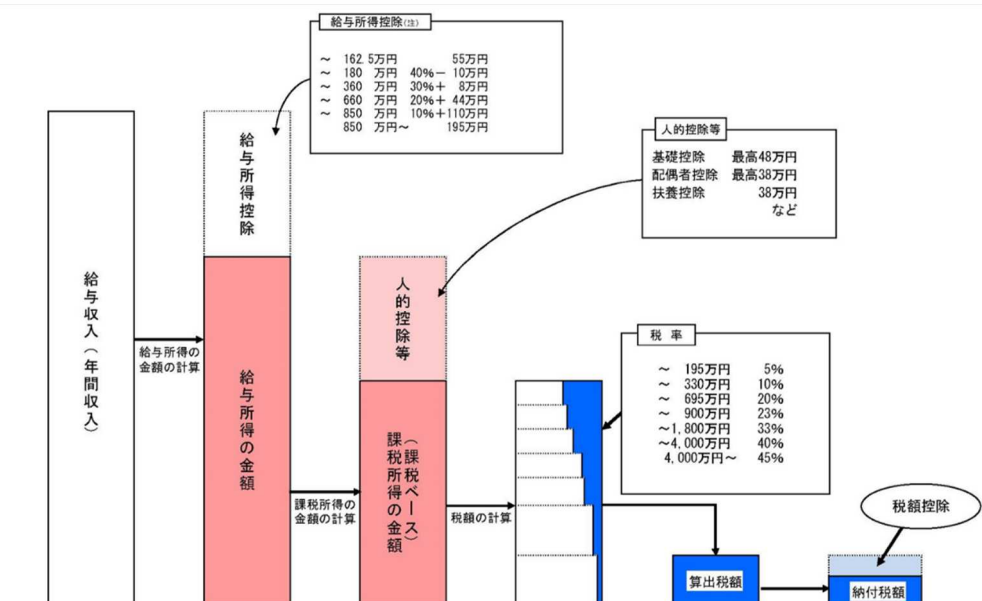 給与所得控除(注)
～ 162.5万円 55万円
～ 180 万円 40%－ 10万円
～ 360 万円 30%＋ 8万円
～ 660 万円 20%＋ 44万円
～ 850 万円 10%＋110万円
850 万円～ 195万円
人的控除等
基礎控除 最高48万円
配偶者控除 最高38万円
扶養控除 38万円
など
給与収入（年間収入）
給与所得の
金額の計算
給与所得控除
給与所得の金額
課税所得の
金額の計算
人的控除等
（課税ベース）
課税所得の金額
税額の計算
税 率
～ 195万円 5%
～ 330万円 10%
～ 695万円 20%
～ 900万円 23%
～1,800万円 33%
～4,000万円 40%
4,000万円～ 45%
税額控除
算出税額
納付税額